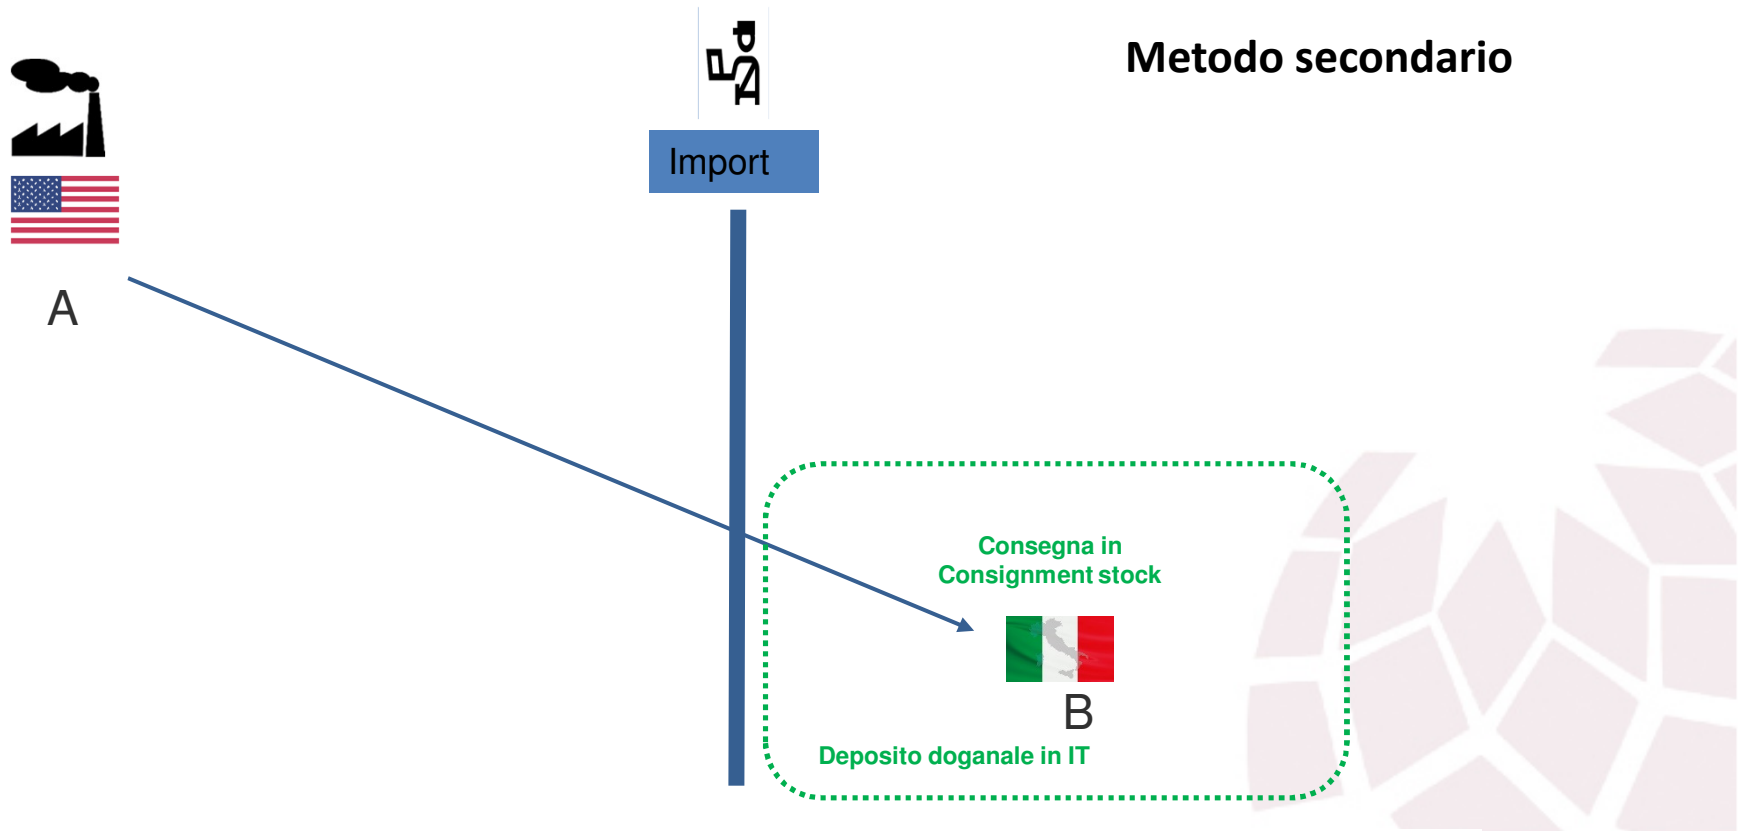 Metodo secondario
Import
A
Consegna in
Consignment stock
B
Deposito doganale in IT